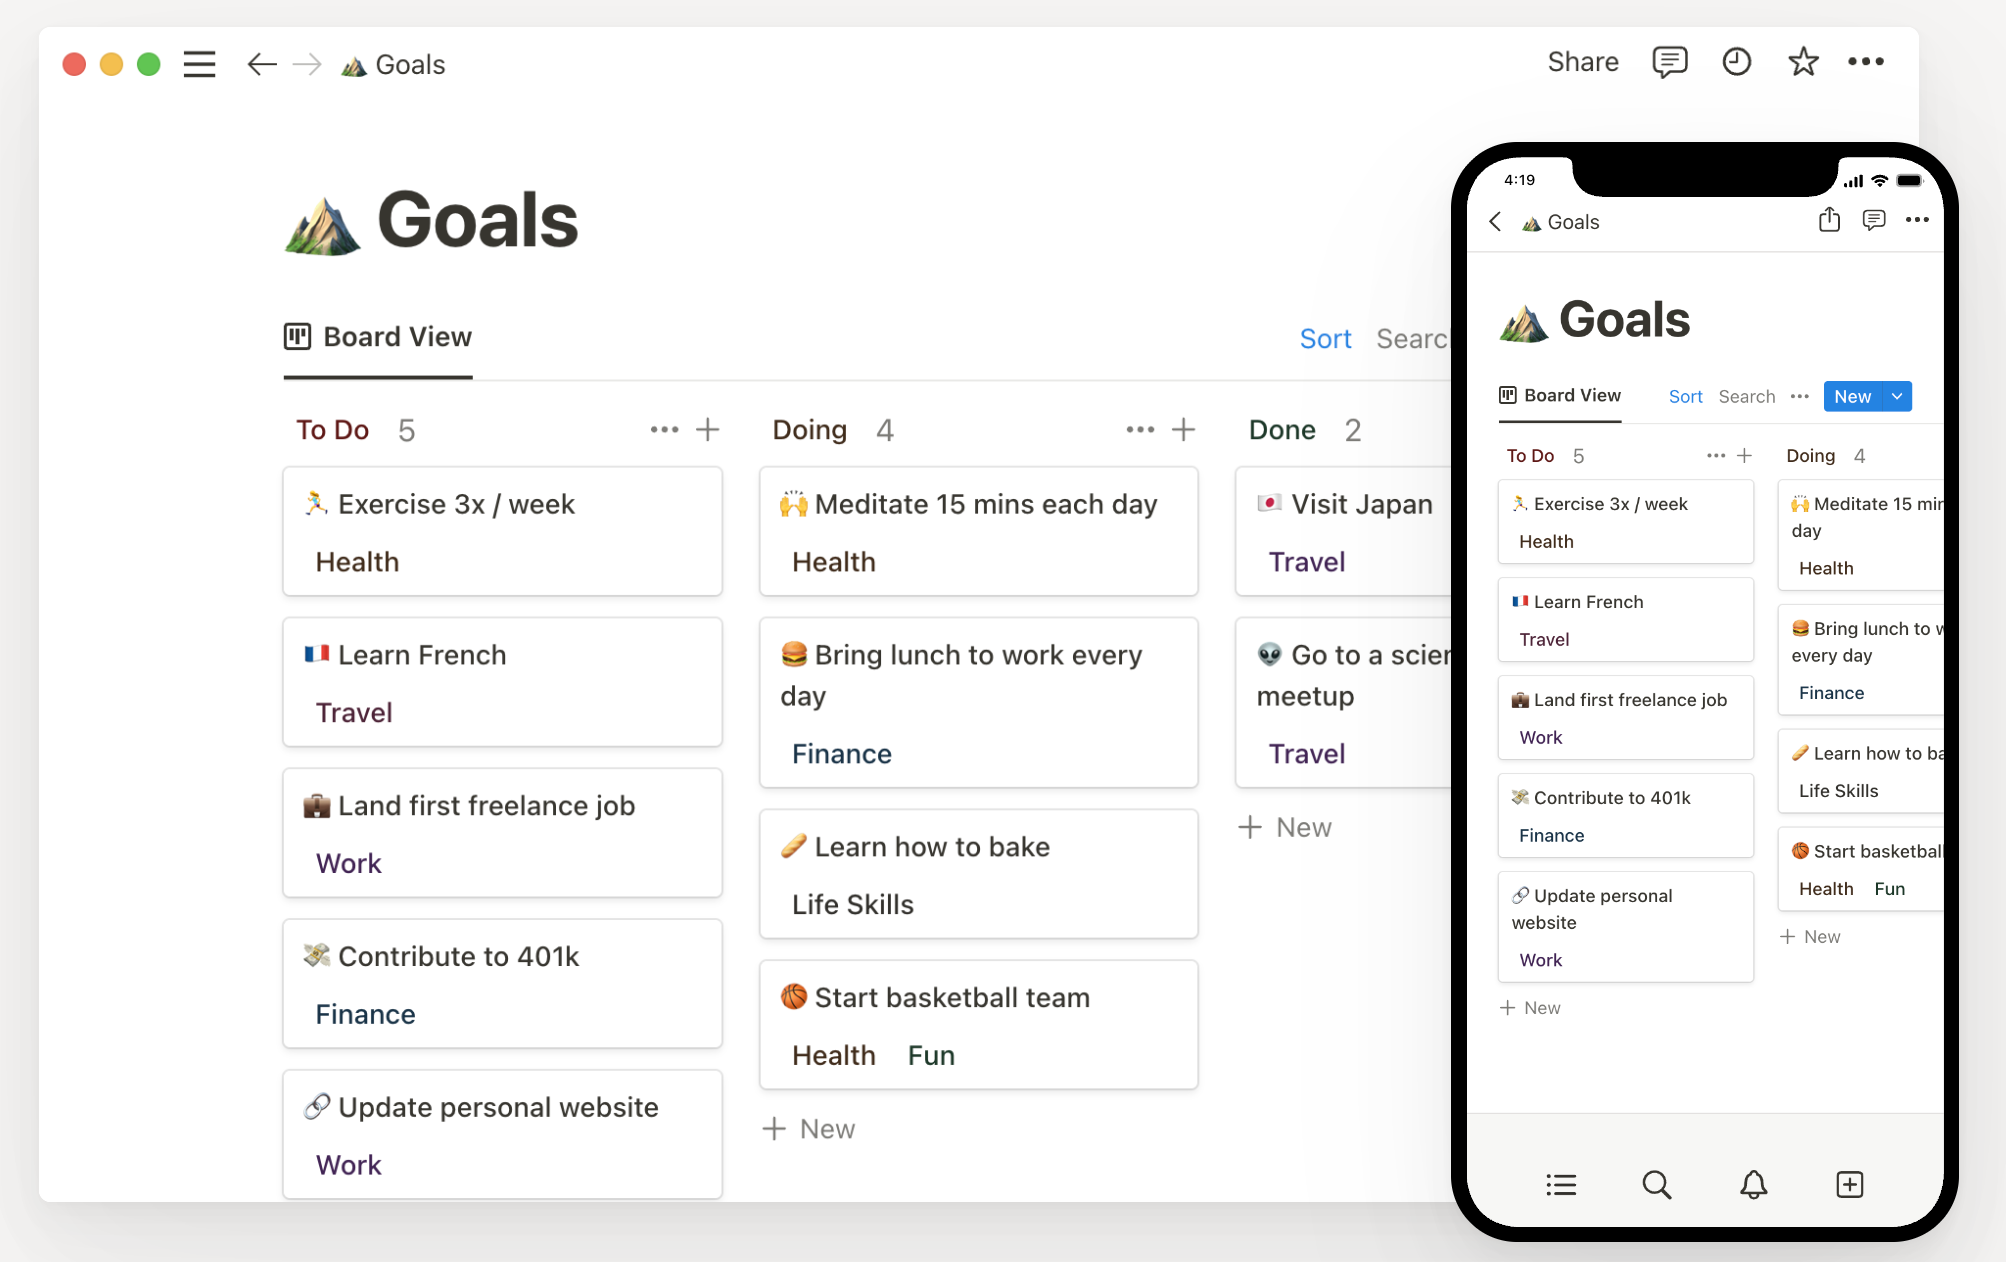 Goals
Share
Goals
Board View
Sort
To Do 5
Doing 4
Done 2
Exercise 3x / week
Health
Learn French
Travel
Land first freelance job
Work
Contribute to 401k
Finance
Update personal website
Work
Meditate 15 mins each day
Health
Bring lunch to work every
day
Finance
Learn how to bake
Life Skills
Start basketball team
Health Fun
+ New
Visit Japan
Travel
Go to a
meetup
Travel
+ New
4:19
Goals
Goals
Board View
Sort Search New
To Do 5
Doing 4
Exercise 3x / week
Health
Learn French
Travel
Land first freelance job
Work
Contribute to 401k
Finance
Update personal
website
Work
+ New
Meditate 15
day
Health
Bring lunch to
every day
Finance
Learn how to
Life Skills
Start basketball
Health Fun
+ New